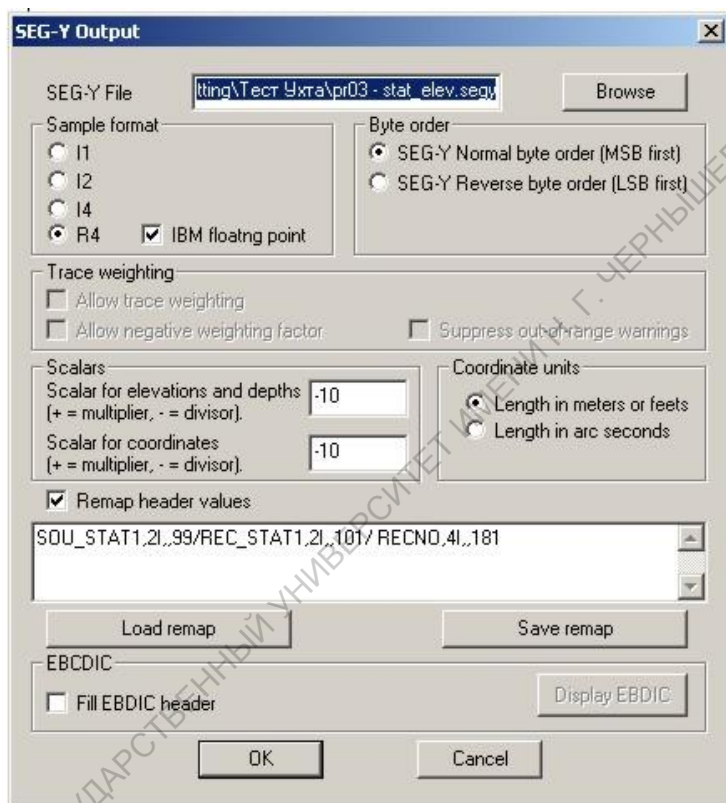 SEG-Y Output
SEG-Y File
tting\Тест Ухта\pr03 - stat_elev.segy
Browse
Sample format
I1
I2
I4
R4
IBM floatng point
Byte order
SEG-Y Normal byte order (MSB first)
SEG-Y Reverse byte order (LSB first)
Trace weighting
Allow trace weighting
Allow negative weighting factor
Suppress out-of-range warnings
Scalars
Scalar for elevations and depths
(+ = multiplier, - = divisor).
-10
Scalar for coordinates
(+ = multiplier, - = divisor).
-10
Coordinate units
Length in meters or feets
Length in arc seconds
Remap header values
SOU_STAT1,2I,,99/REC_STAT1,2I,,101/ RECNO,4I,,181
Load remap
Save remap
EBCDIC
Fill EBDIC header
Display EBDIC
OK
Cancel
УДАРСТВЕННЫЙ УНИВЕРСИТЕТ ИМЕНИ Н. Г. ЧЕРНЫШЕР